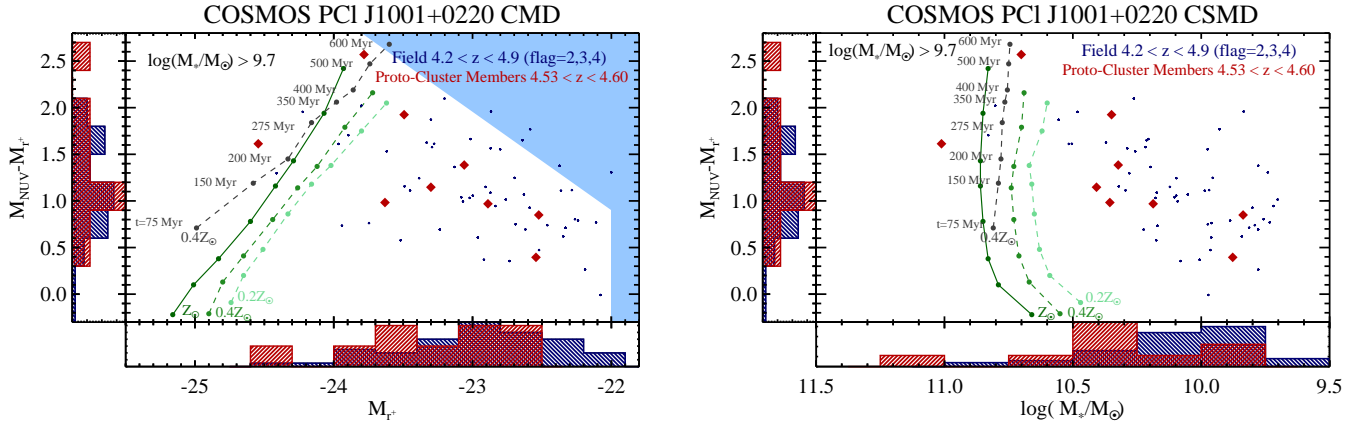 COSMOS PCl J1001+0220 CMD
log(M*/M☉) > 9.7
Field 4.2 < z < 4.9 (flag=2,3,4)
Proto-Cluster Members 4.53 < z < 4.60
600 Myr
500 Myr
400 Myr
350 Myr
275 Myr
200 Myr
150 Myr
t=75 Myr
0.4Z☉
0.2Z☉
Z☉
0.4Z☉
2.5
2.0
1.5
1.0
0.5
0.0
M_NUV-M_r+
-25
-24
-23
-22
M_r+
COSMOS PCl J1001+0220 CSMD
log(M*/M☉) > 9.7
Field 4.2 < z < 4.9 (flag=2,3,4)
Proto-Cluster Members 4.53 < z < 4.60
600 Myr
500 Myr
400 Myr
350 Myr
275 Myr
200 Myr
150 Myr
t=75 Myr
0.4Z☉
0.2Z☉
Z☉
0.4Z☉
2.5
2.0
1.5
1.0
0.5
0.0
M_NUV-M_r+
11.5
11.0
10.5
10.0
9.5
log( M*/M☉)